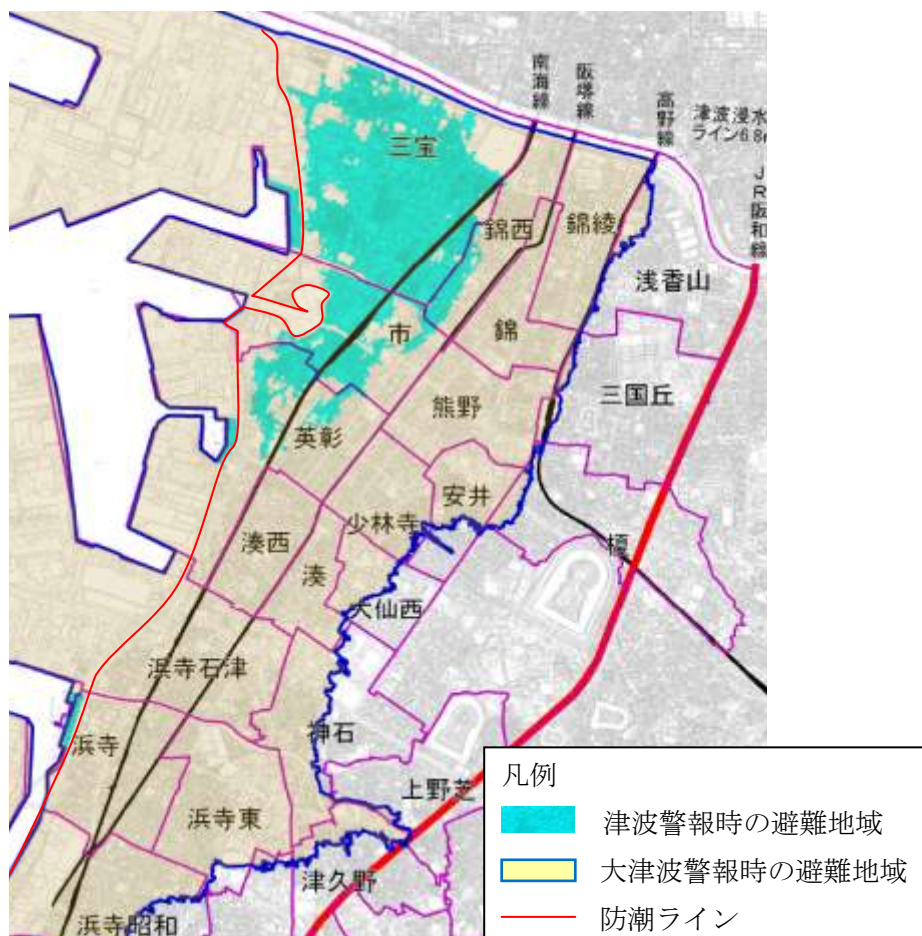 南海線
阪堺線
高野線
津波浸水
ライン6.8m
JR阪和線
三宝
錦西
錦綾
浅香山
市
錦
三国丘
熊野
英彰
安井
少林寺
湊西
湊
榎
大仙西
浜寺石津
神石
浜寺
上野芝
浜寺東
津久野
浜寺昭和
凡例
津波警報時の避難地域
大津波警報時の避難地域
防潮ライン